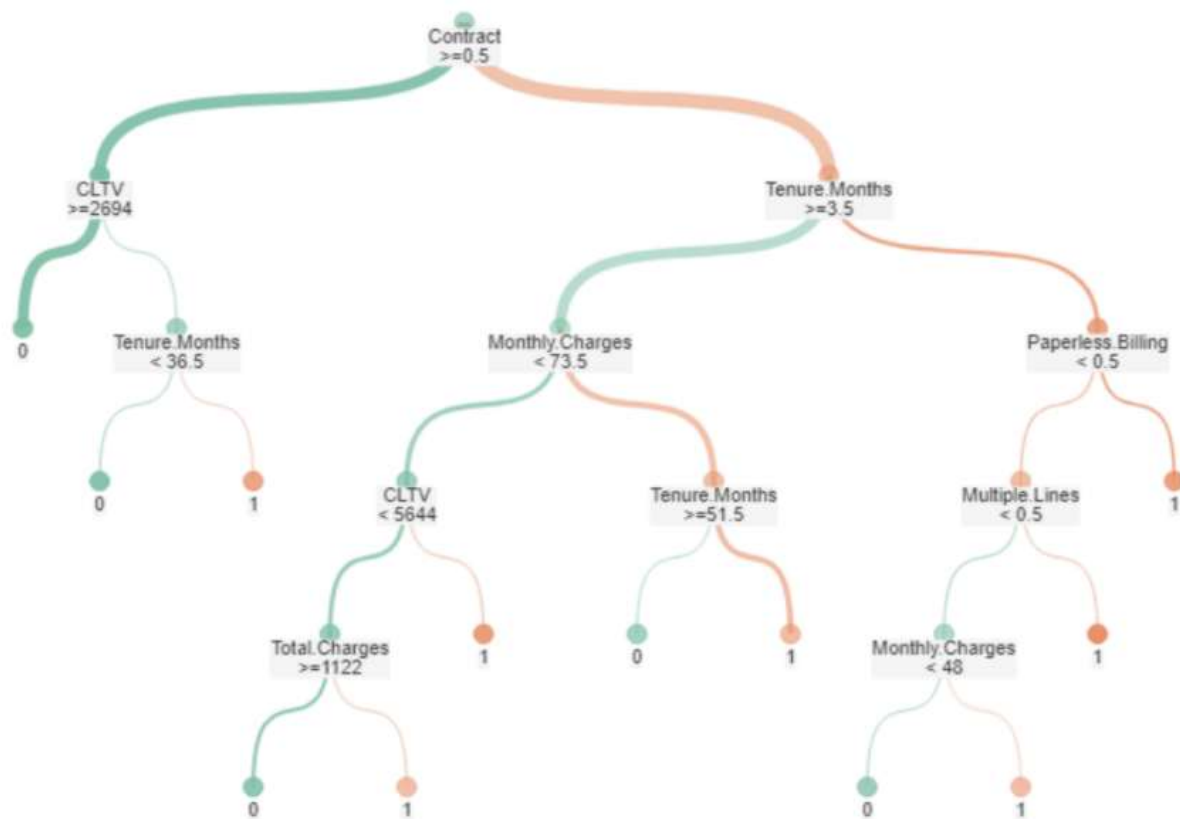 Contract
>=0.5
CLTV
>=2694
Tenure.Months
>=3.5
0
Tenure.Months
< 36.5
Monthly.Charges
< 73.5
Paperless.Billing
< 0.5
0
1
CLTV
< 5644
Tenure.Months
>=51.5
Multiple.Lines
< 0.5
1
Total.Charges
>=1122
1
0
1
Monthly.Charges
< 48
1
0
1
0
1